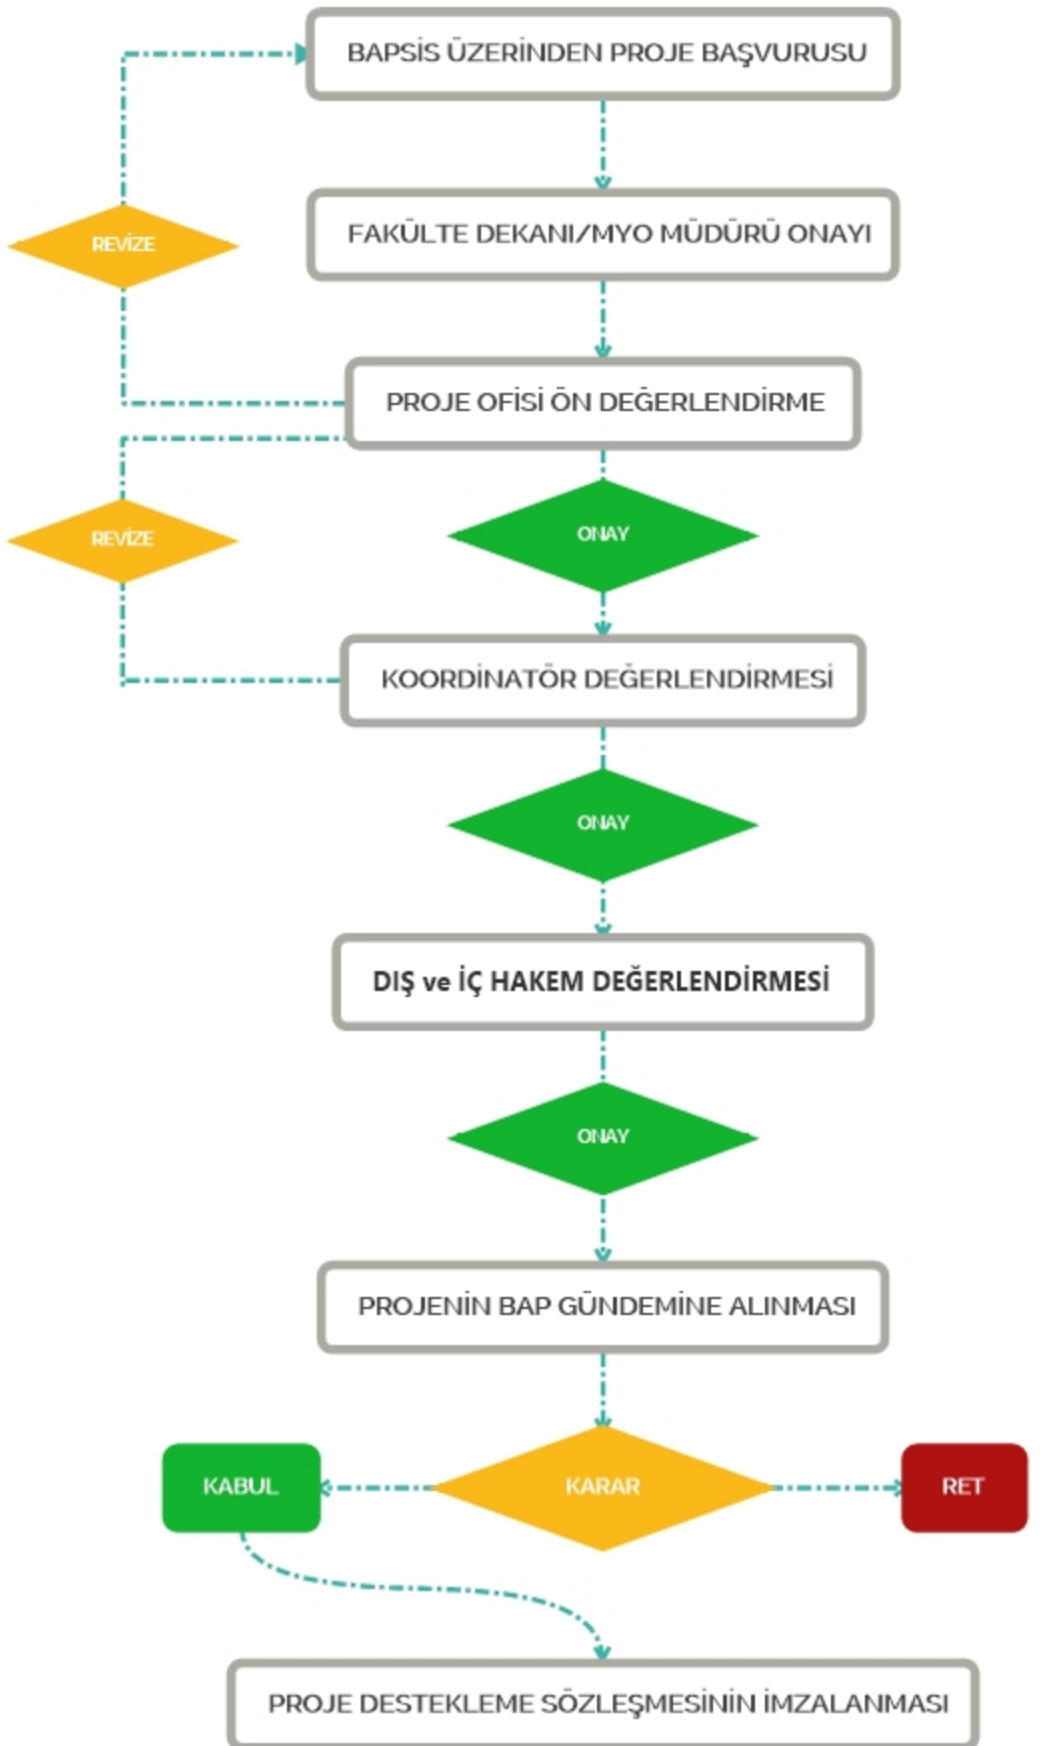 BAPSİS ÜZERİNDEN PROJE BAŞVURUSU
REVİZE
FAKÜLTE DEKANI/MYO MÜDÜRÜ ONAYI
PROJE OFİSİ ÖN DEĞERLENDİRME
REVİZE
ONAY
KOORDİNATÖR DEĞERLENDİRMESİ
ONAY
DIŞ ve İÇ HAKEM DEĞERLENDİRMESİ
ONAY
PROJENİN BAP GÜNDEMİNE ALINMASI
KABUL
KARAR
RET
PROJE DESTEKLEME SÖZLEŞMESİNİN İMZALANMASI